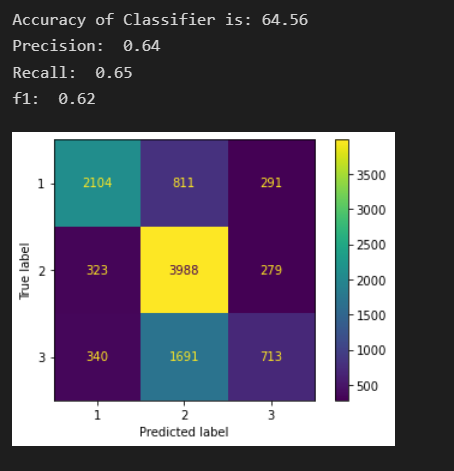 Accuracy of Classifier is: 64.56
Precision:  0.64
Recall:  0.65
f1:  0.62
1 2104 811 291
2 323 3988 279
3 340 1691 713
1 2 3
True label
Predicted label
3500
3000
2500
2000
1500
1000
500